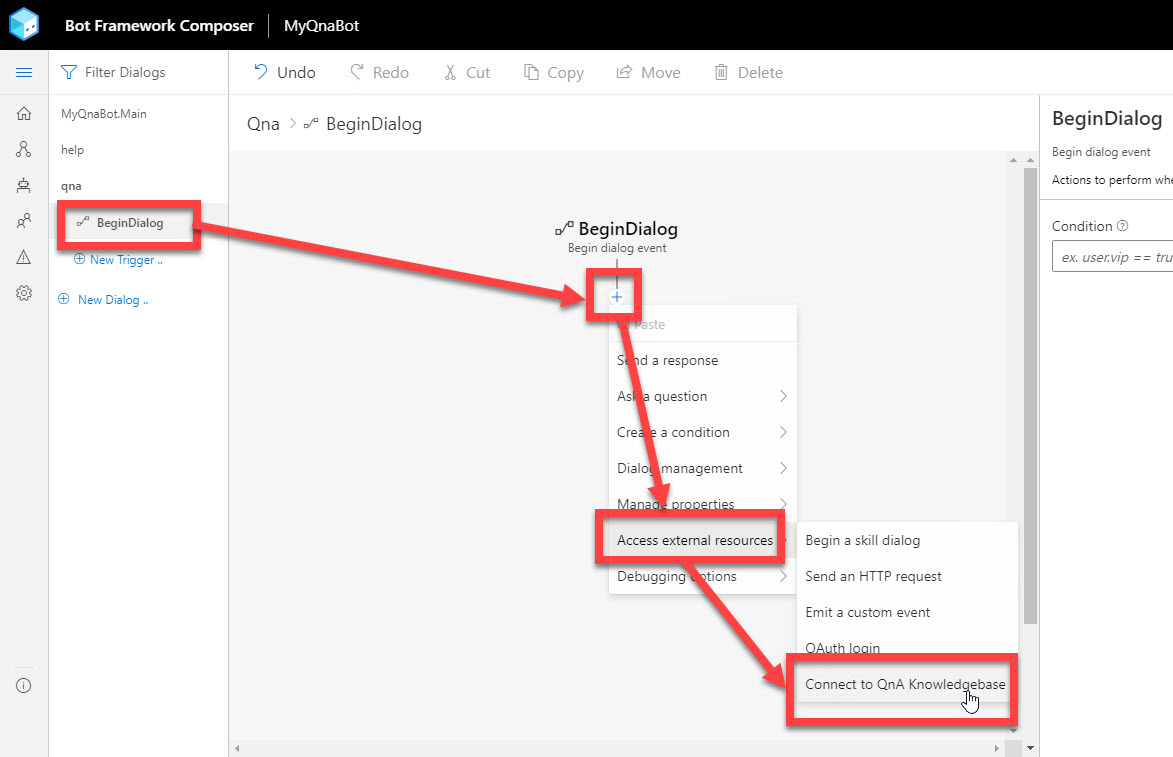 Bot Framework Composer
MyQnaBot
Filter Dialogs
Undo
Redo
Cut
Copy
Move
Delete
MyQnaBot.Main
help
qna
BeginDialog
New Trigger ..
New Dialog ..
Qna > BeginDialog
BeginDialog
Begin dialog event
Paste
Send a response
Ask a question
Create a condition
Dialog management
Manage properties
Access external resources
Debugging options
Begin a skill dialog
Send an HTTP request
Emit a custom event
OAuth login
Connect to QnA Knowledgebase
BeginDialog
Begin dialog event
Actions to perform whe
Condition
ex. user.vip == tru